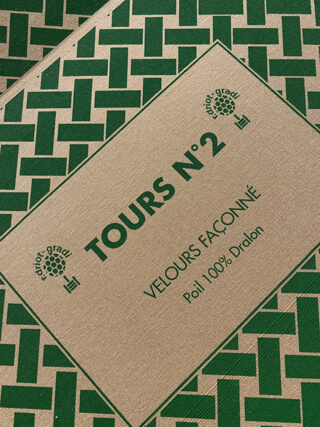 TOURS N°2
VELOURS FAÇONNÉ
Poil 100% Dralon